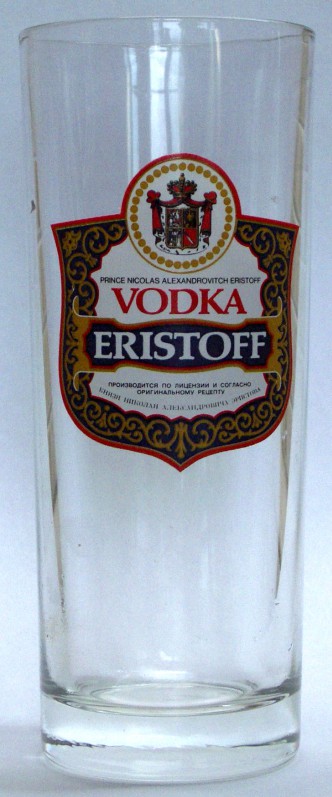 PRINCE NICOLAS ALEXANDROVITCH ERISTOFF
VODKA
ERISTOFF
ПРОИЗВОДИТСЯ ПО ЛИЦЕНЗИИ И СОГЛАСНО
ОРИГИНАЛЬНОМУ РЕЦЕПТУ
КНЯЗЯ НИКОЛАЯ АЛЕКСАНДРОВИЧА ЭРИСТОВА